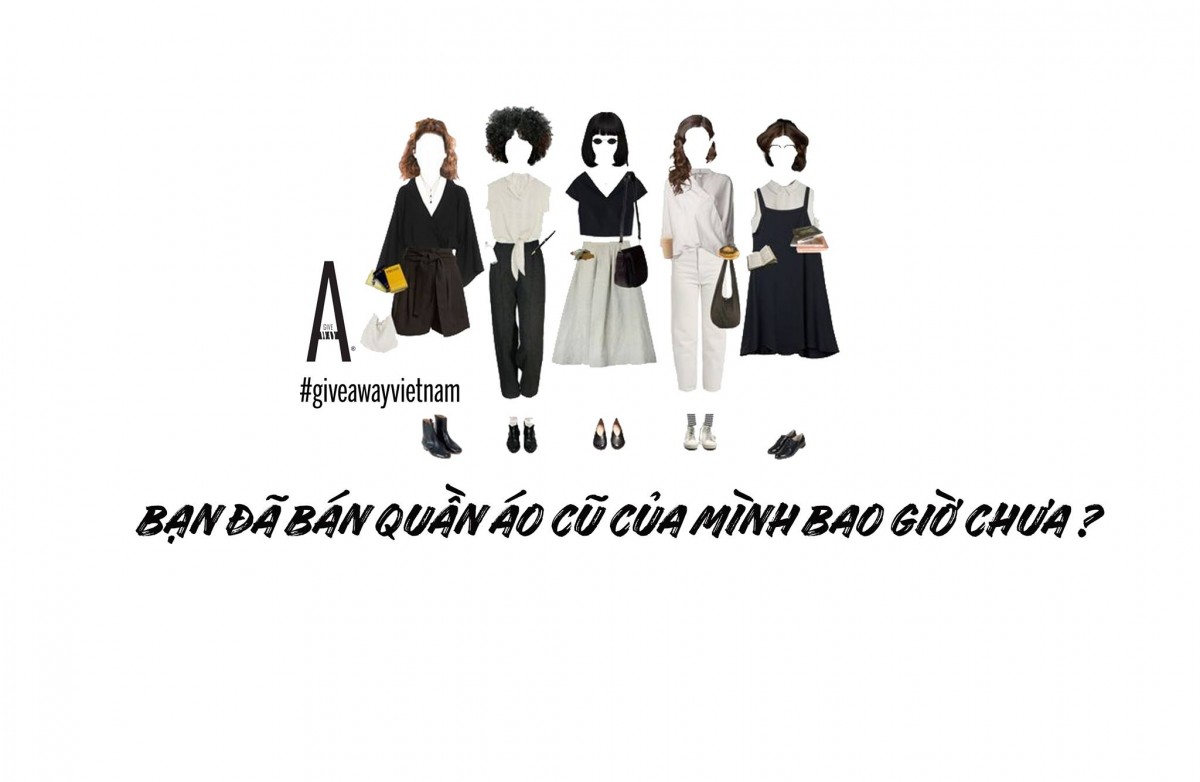 A
GIVE
AWAY
®
#giveawayvietnam
BẠN ĐÃ BÁN QUẦN ÁO CŨ CỦA MÌNH BAO GIỜ CHƯA ?